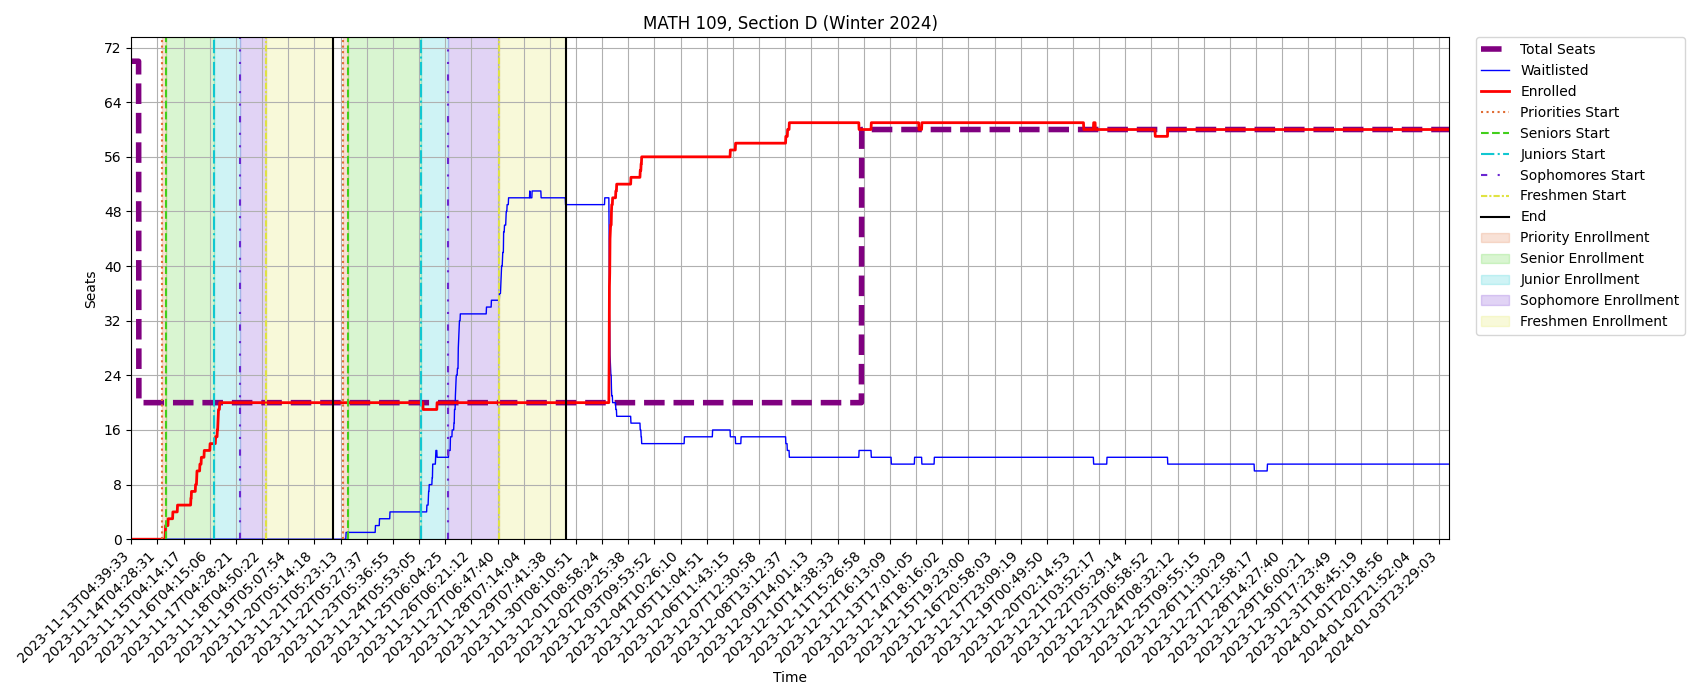 MATH 109, Section D (Winter 2024)
72
64
56
48
40
32
24
16
8
0
Seats
2023-11-13T04:39:33
2023-11-14T04:28:31
2023-11-15T04:14:17
2023-11-16T04:15:06
2023-11-17T04:28:21
2023-11-18T04:50:22
2023-11-19T05:07:54
2023-11-20T05:14:18
2023-11-21T05:23:13
2023-11-22T05:27:37
2023-11-23T05:36:55
2023-11-24T05:53:05
2023-11-25T06:04:25
2023-11-26T06:21:12
2023-11-27T06:47:40
2023-11-28T07:14:04
2023-11-29T07:41:38
2023-11-30T08:10:51
2023-12-01T08:58:24
2023-12-02T09:25:38
2023-12-03T09:53:52
2023-12-04T10:26:10
2023-12-05T11:04:51
2023-12-06T11:43:15
2023-12-07T12:30:58
2023-12-08T13:12:37
2023-12-09T14:01:13
2023-12-10T14:38:33
2023-12-11T15:26:58
2023-12-12T16:13:09
2023-12-13T17:01:05
2023-12-14T18:16:02
2023-12-15T19:23:00
2023-12-16T20:58:03
2023-12-17T23:09:19
2023-12-19T00:49:50
2023-12-20T02:14:53
2023-12-21T03:52:17
2023-12-22T05:29:14
2023-12-23T06:58:52
2023-12-24T08:32:12
2023-12-25T09:55:15
2023-12-26T11:30:29
2023-12-27T12:58:17
2023-12-28T14:27:40
2023-12-29T16:00:21
2023-12-30T17:23:49
2023-12-31T18:45:19
2024-01-01T20:18:56
2024-01-02T21:52:04
2024-01-03T23:29:03
Time
Total Seats
Waitlisted
Enrolled
Priorities Start
Seniors Start
Juniors Start
Sophomores Start
Freshmen Start
End
Priority Enrollment
Senior Enrollment
Junior Enrollment
Sophomore Enrollment
Freshmen Enrollment